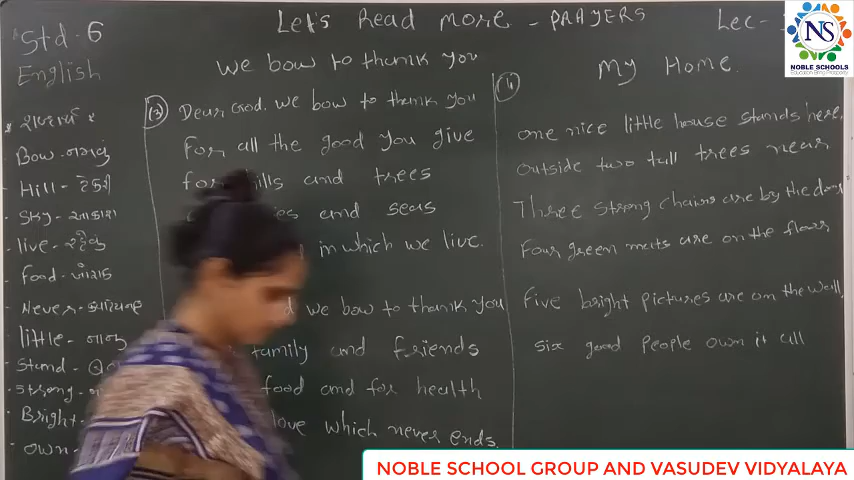 Std - 6
English
Let's Read more - PRAYERS
Lec-
NS
NOBLE SCHOOLS
શબ્દાર્થ
Bow - નમવું
Hill - ટેકરી
Sky - આકાશ
live - રહેવું
food - ખોરાક
Never - ક્યારેય નહિ
little - નાનું
Stand -
Strong -
Bright -
own -
we bow to thank you
(3) Dear God. we bow to thank you
For all the good you give
for hills and trees
and seas
in which we live.
we bow to thank you
family and friends
food and for health
love which never ends.
(4) My Home.
one nice little house stands here,
outside two tall trees near
Three strong chairs are by the door
Four green mats are on the floor
five bright pictures are on the wall,
six good people own it all
NOBLE SCHOOL GROUP AND VASUDEV VIDYALAYA